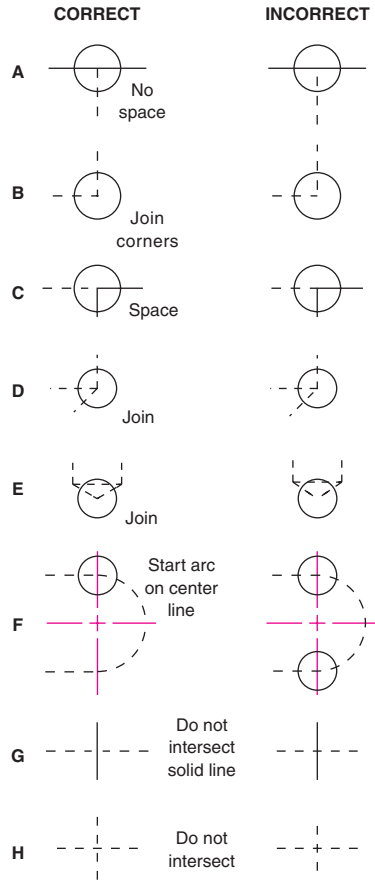 CORRECT INCORRECT
A
No
space
B
Join
corners
C
Space
D
Join
E
Join
F
Start arc
on center
line
G
Do not
intersect
solid line
H
Do not
intersect